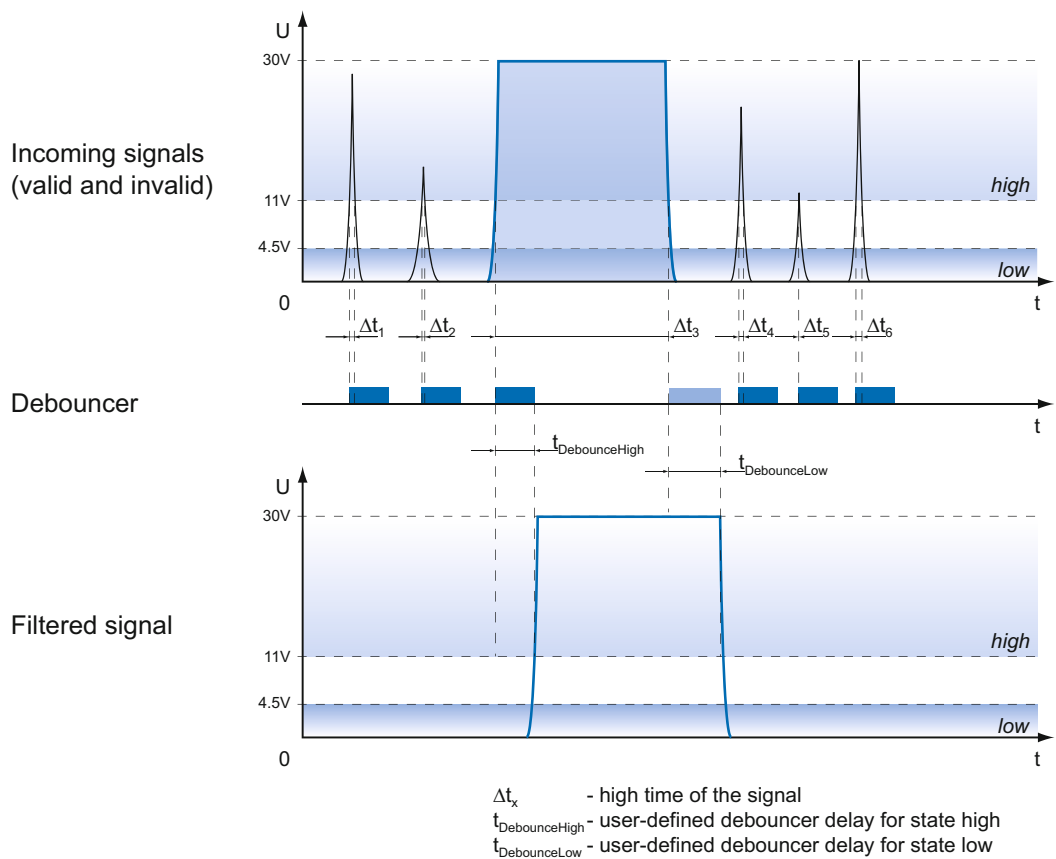 U
30V
Incoming signals
(valid and invalid)
high
11V
4.5V
low
0
t
Δt1 Δt2 Δt3 Δt4 Δt5 Δt6
Debouncer
t
tDebounceHigh
tDebounceLow
U
30V
Filtered signal
high
11V
4.5V
low
0
t
Δtx - high time of the signal
tDebounceHigh - user-defined debouncer delay for state high
tDebounceLow - user-defined debouncer delay for state low